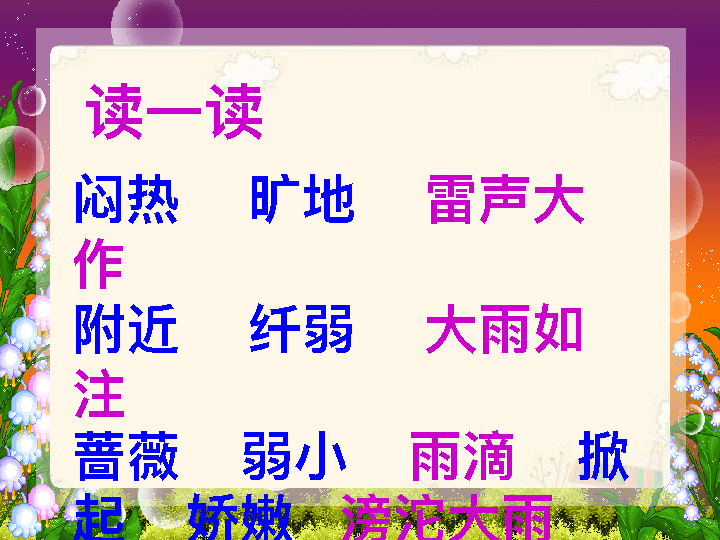 读一读
闷热 旷地 雷声大
作
附近 纤弱 大雨如
注
蔷薇 弱小 雨滴 掀
起 娇嫩 滂沱大雨